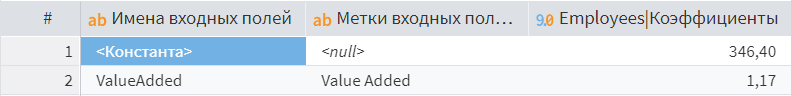 # ab Имена входных полей ab Метки входных пол... 9.0 Employees|Коэффициенты
1 <Константа> <null> 346,40
2 ValueAdded Value Added 1,17